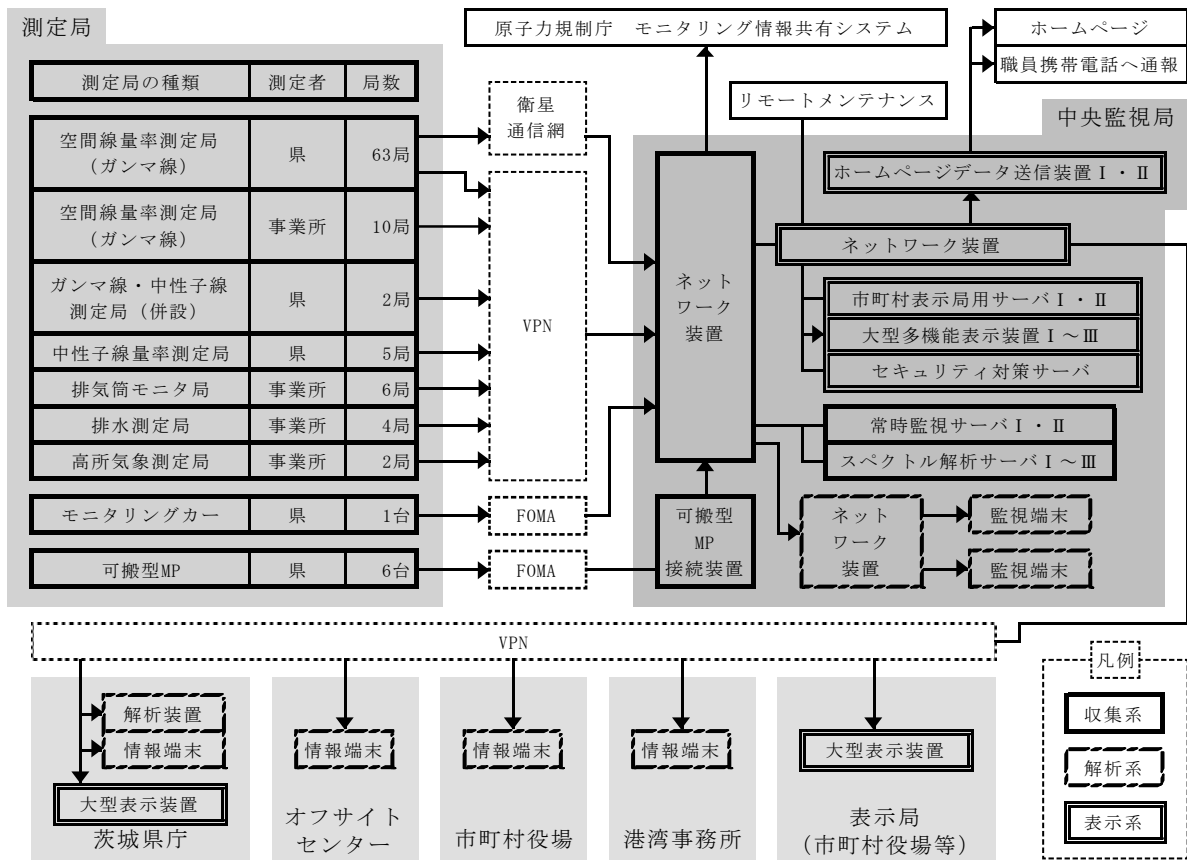 測定局
測定局の種類 測定者 局数
空間線量率測定局
(ガンマ線)
県 63局
空間線量率測定局
(ガンマ線)
事業所 10局
ガンマ線・中性子線
測定局(併設)
県 2局
中性子線量率測定局 県 5局
排気筒モニタ局 事業所 6局
排水測定局 事業所 4局
高所気象測定局 事業所 2局
モニタリングカー 県 1台
可搬型MP 県 6台
衛星
通信網
VPN
FOMA
FOMA
原子力規制庁 モニタリング情報共有システム
リモートメンテナンス
ホームページ
職員携帯電話へ通報
中央監視局
ホームページデータ送信装置Ⅰ・Ⅱ
ネットワーク装置
ネット
ワーク
装置
市町村表示局用サーバⅠ・Ⅱ
大型多機能表示装置Ⅰ～Ⅲ
セキュリティ対策サーバ
常時監視サーバⅠ・Ⅱ
スペクトル解析サーバⅠ～Ⅲ
可搬型
MP
接続装置
ネット
ワーク
装置
監視端末
監視端末
VPN
解析装置
情報端末
大型表示装置
茨城県庁
情報端末
オフサイト
センター
情報端末
市町村役場
情報端末
港湾事務所
大型表示装置
表示局
(市町村役場等)
凡例
収集系
解析系
表示系